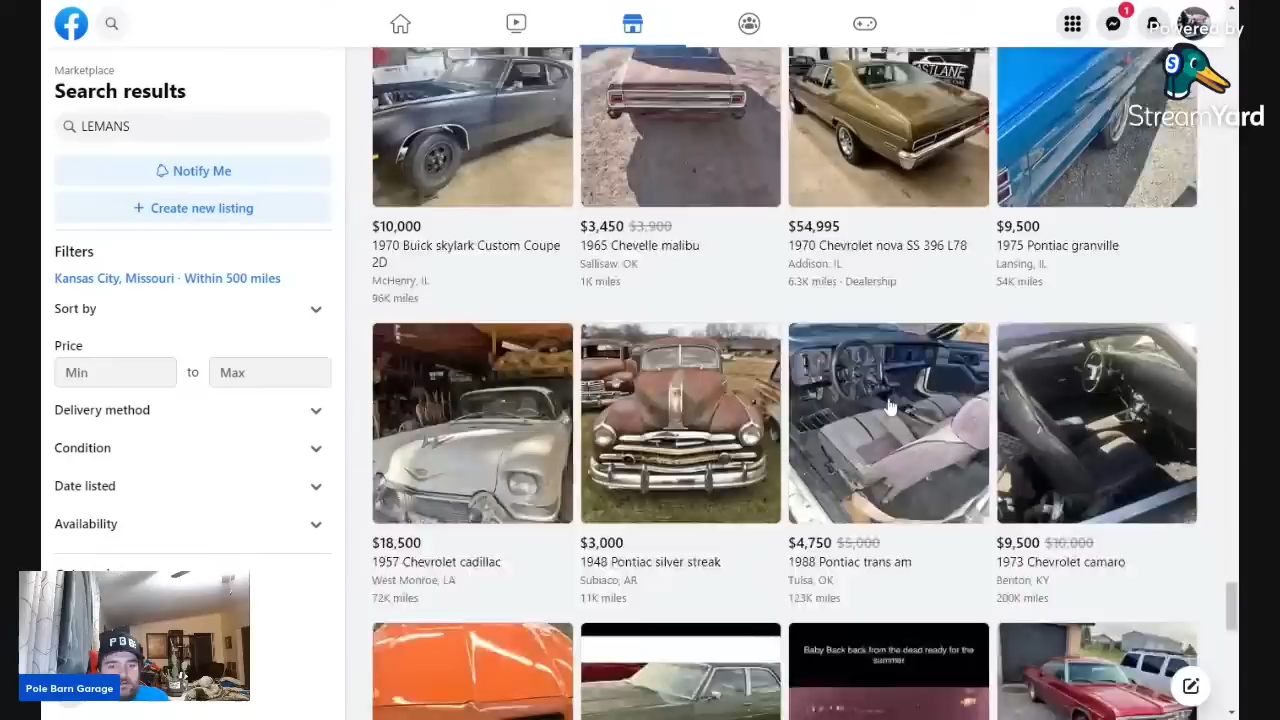 1
Powered by
StreamYard
Marketplace
Search results
LEMANS
Notify Me
+ Create new listing
Filters
Kansas City, Missouri · Within 500 miles
Sort by
Price
Min
to
Max
Delivery method
Condition
Date listed
Availability
FASTLANE
$10,000
1970 Buick skylark Custom Coupe
2D
McHenry, IL
96K miles
$3,450 $3,900
1965 Chevelle malibu
Sallisaw, OK
1K miles
$54,995
1970 Chevrolet nova SS 396 L78
Addison, IL
6.3K miles · Dealership
$9,500
1975 Pontiac granville
Lansing, IL
54K miles
$18,500
1957 Chevrolet cadillac
West Monroe, LA
72K miles
$3,000
1948 Pontiac silver streak
Subiaco, AR
11K miles
$4,750 $5,000
1988 Pontiac trans am
Tulsa, OK
123K miles
$9,500 $10,000
1973 Chevrolet camaro
Benton, KY
200K miles
Baby Back back from the dead ready for the
summer
Pole Barn Garage